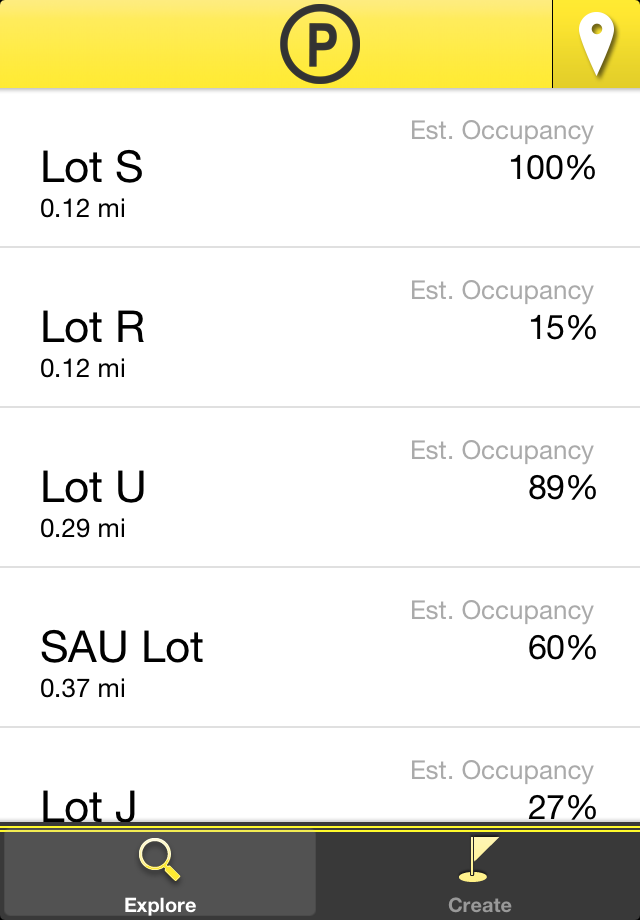 P
Est. Occupancy
Lot S
100%
0.12 mi
Est. Occupancy
Lot R
15%
0.12 mi
Est. Occupancy
Lot U
89%
0.29 mi
Est. Occupancy
SAU Lot
60%
0.37 mi
Est. Occupancy
Lot J
27%
Explore
Create